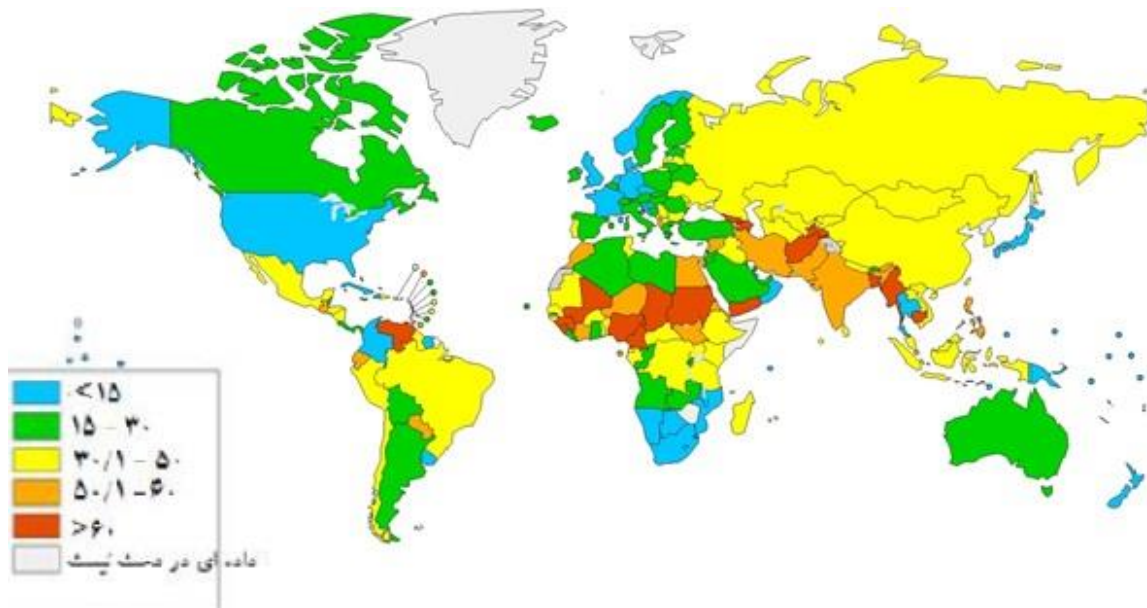 <۱۵
۱۵ - ۳۰
۳۰/۱ - ۵۰
۵۰/۱ - ۶۰
>۶۰
داده ای در دست نیست